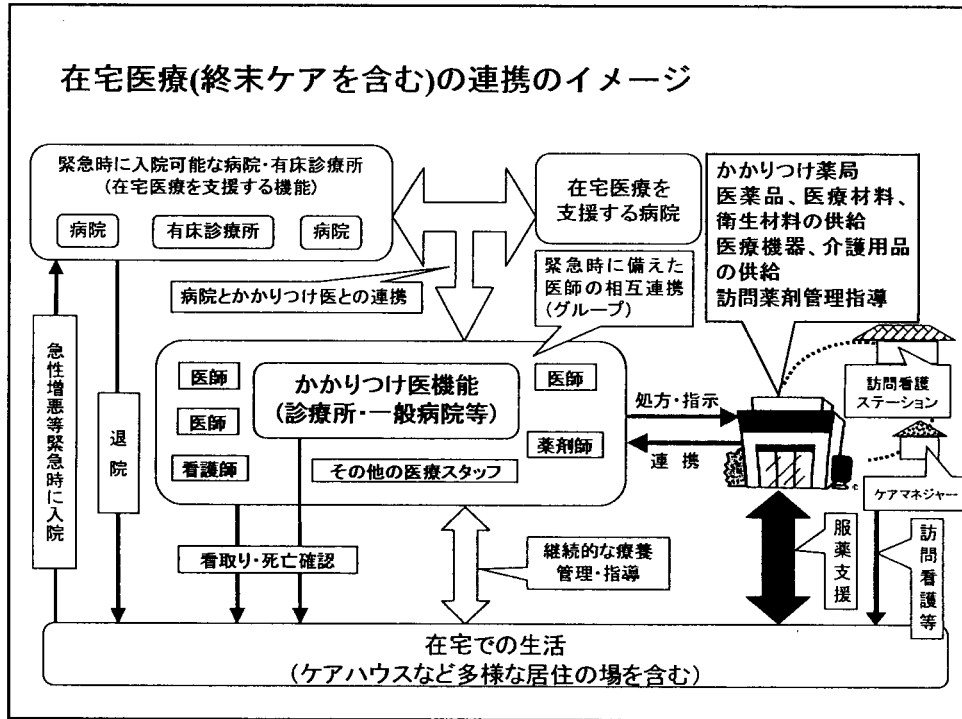 在宅医療(終末ケアを含む)の連携のイメージ
緊急時に入院可能な病院・有床診療所
(在宅医療を支援する機能)
病院
有床診療所
病院
在宅医療を
支援する病院
かかりつけ薬局
医薬品、医療材料、
衛生材料の供給
医療機器、介護用品
の供給
訪問薬剤管理指導
病院とかかりつけ医との連携
緊急時に備えた
医師の相互連携
(グループ)
急性増悪等緊急時に入院
退院
医師
医師
看護師
かかりつけ医機能
(診療所・一般病院等)
その他の医療スタッフ
医師
薬剤師
処方・指示
連携
訪問看護
ステーション
ケアマネジャー
看取り・死亡確認
継続的な療養
管理・指導
服薬支援
訪問看護等
在宅での生活
(ケアハウスなど多様な居住の場を含む)